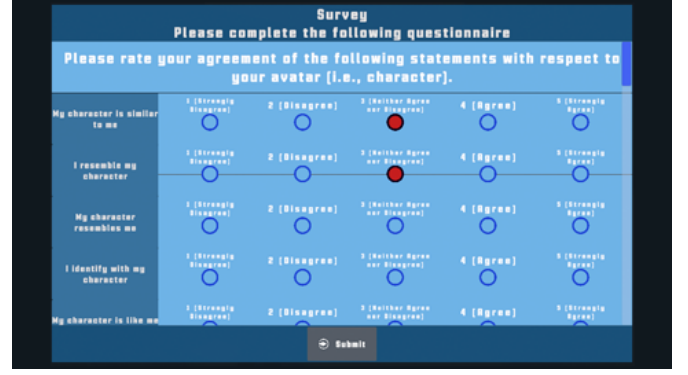 Survey
Please complete the following questionnaire
Please rate your agreement of the following statements with respect to
your avatar (i.e., character).
My character is similar
to me
1 (Strongly
Disagree)
2 (Disagree)
3 (Neither Agree
nor Disagree)
4 (Agree)
5 (Strongly
Agree)
I resemble my
character
1 (Strongly
Disagree)
2 (Disagree)
3 (Neither Agree
nor Disagree)
4 (Agree)
5 (Strongly
Agree)
My character
resembles me
1 (Strongly
Disagree)
2 (Disagree)
3 (Neither Agree
nor Disagree)
4 (Agree)
5 (Strongly
Agree)
I identify with my
character
1 (Strongly
Disagree)
2 (Disagree)
3 (Neither Agree
nor Disagree)
4 (Agree)
5 (Strongly
Agree)
My character is like me
1 (Strongly
Disagree)
2 (Disagree)
3 (Neither Agree
nor Disagree)
4 (Agree)
5 (Strongly
Agree)
Submit